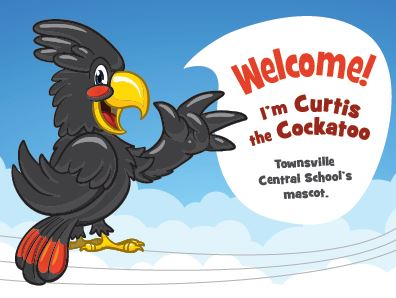 Welcome!
I'm Curtis
the Cockatoo
Townsville
Central School's
mascot.